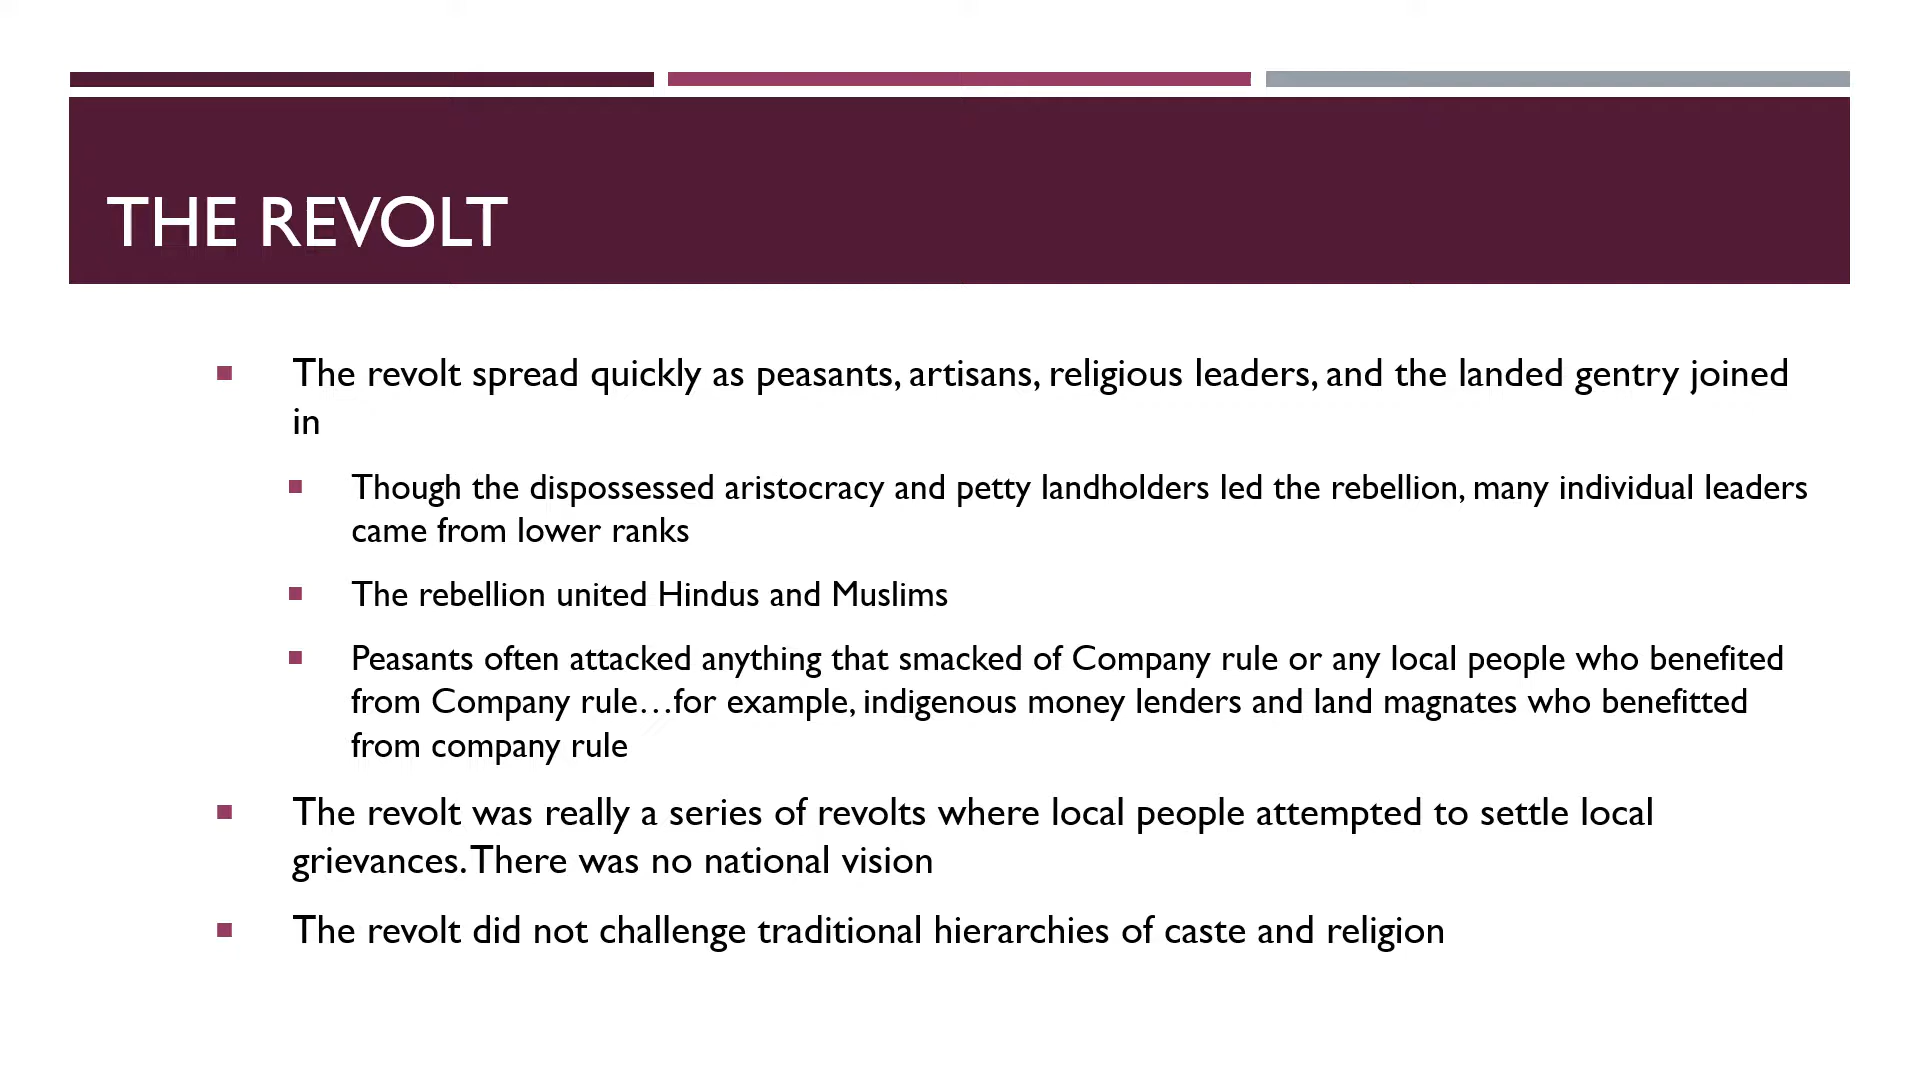 THE REVOLT
The revolt spread quickly as peasants, artisans, religious leaders, and the landed gentry joined
in
Though the dispossessed aristocracy and petty landholders led the rebellion, many individual leaders
came from lower ranks
The rebellion united Hindus and Muslims
Peasants often attacked anything that smacked of Company rule or any local people who benefited
from Company rule…for example, indigenous money lenders and land magnates who benefitted
from company rule
The revolt was really a series of revolts where local people attempted to settle local
grievances. There was no national vision
The revolt did not challenge traditional hierarchies of caste and religion